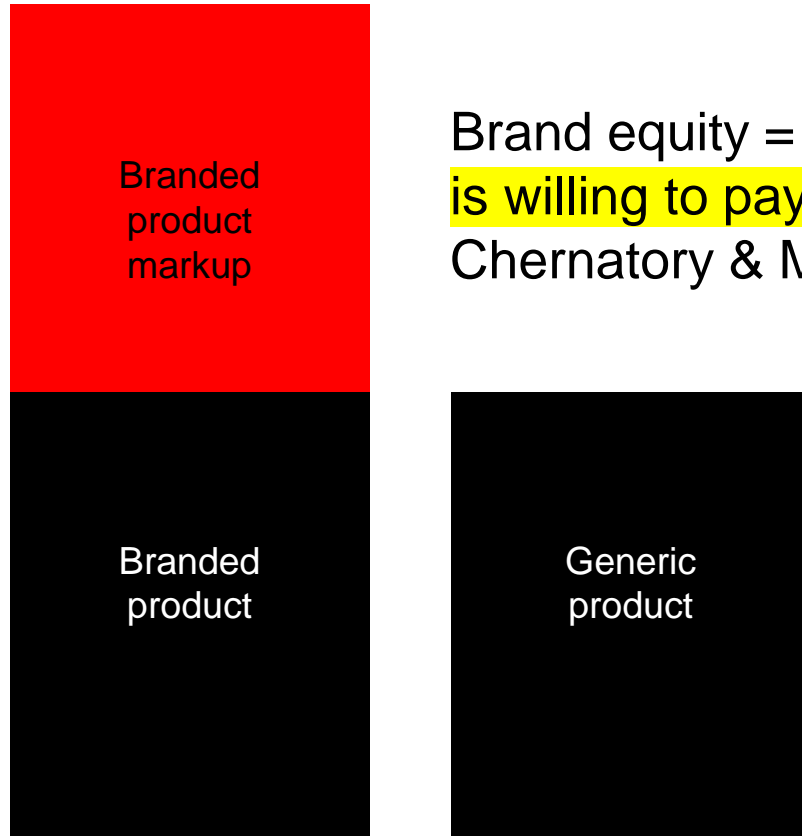 Branded
product
markup
Brand equity =
is willing to pay
Chernatory &
Branded
product
Generic
product